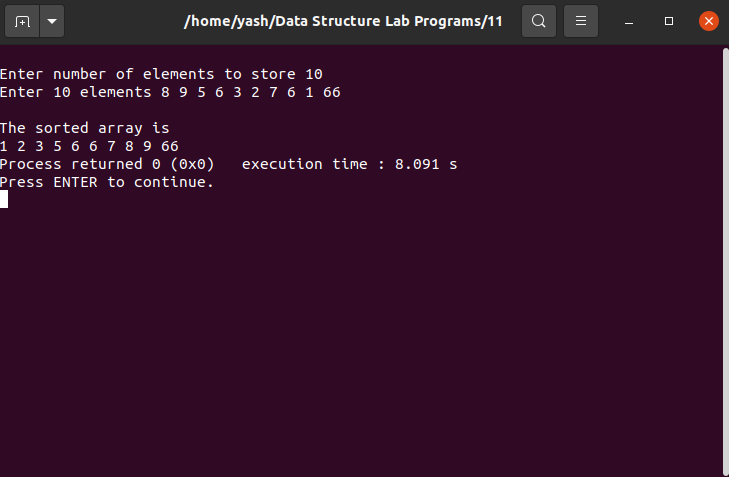 /home/yash/Data Structure Lab Programs/11
Enter number of elements to store 10
Enter 10 elements 8 9 5 6 3 2 7 6 1 66
The sorted array is
1 2 3 5 6 6 7 8 9 66
Process returned 0 (0x0)   execution time : 8.091 s
Press ENTER to continue.